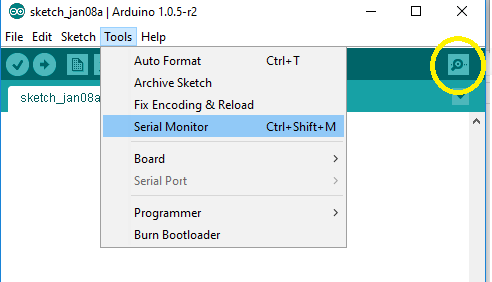 sketch_jan08a | Arduino 1.0.5-r2
File Edit Sketch Tools Help
sketch_jan08a
Auto Format Ctrl+T
Archive Sketch
Fix Encoding & Reload
Serial Monitor Ctrl+Shift+M
Board
Serial Port
Programmer
Burn Bootloader